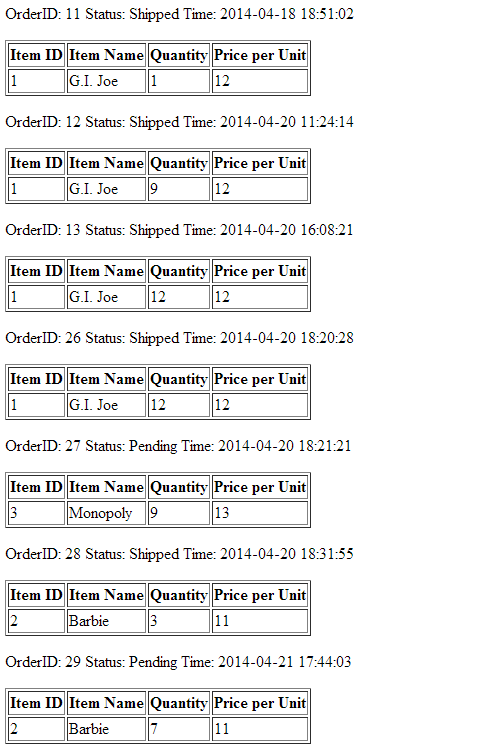 OrderID: 11 Status: Shipped Time: 2014-04-18 18:51:02
Item ID Item Name Quantity Price per Unit
1 G.I. Joe 1 12
OrderID: 12 Status: Shipped Time: 2014-04-20 11:24:14
Item ID Item Name Quantity Price per Unit
1 G.I. Joe 9 12
OrderID: 13 Status: Shipped Time: 2014-04-20 16:08:21
Item ID Item Name Quantity Price per Unit
1 G.I. Joe 12 12
OrderID: 26 Status: Shipped Time: 2014-04-20 18:20:28
Item ID Item Name Quantity Price per Unit
1 G.I. Joe 12 12
OrderID: 27 Status: Pending Time: 2014-04-20 18:21:21
Item ID Item Name Quantity Price per Unit
3 Monopoly 9 13
OrderID: 28 Status: Shipped Time: 2014-04-20 18:31:55
Item ID Item Name Quantity Price per Unit
2 Barbie 3 11
OrderID: 29 Status: Pending Time: 2014-04-21 17:44:03
Item ID Item Name Quantity Price per Unit
2 Barbie 7 11